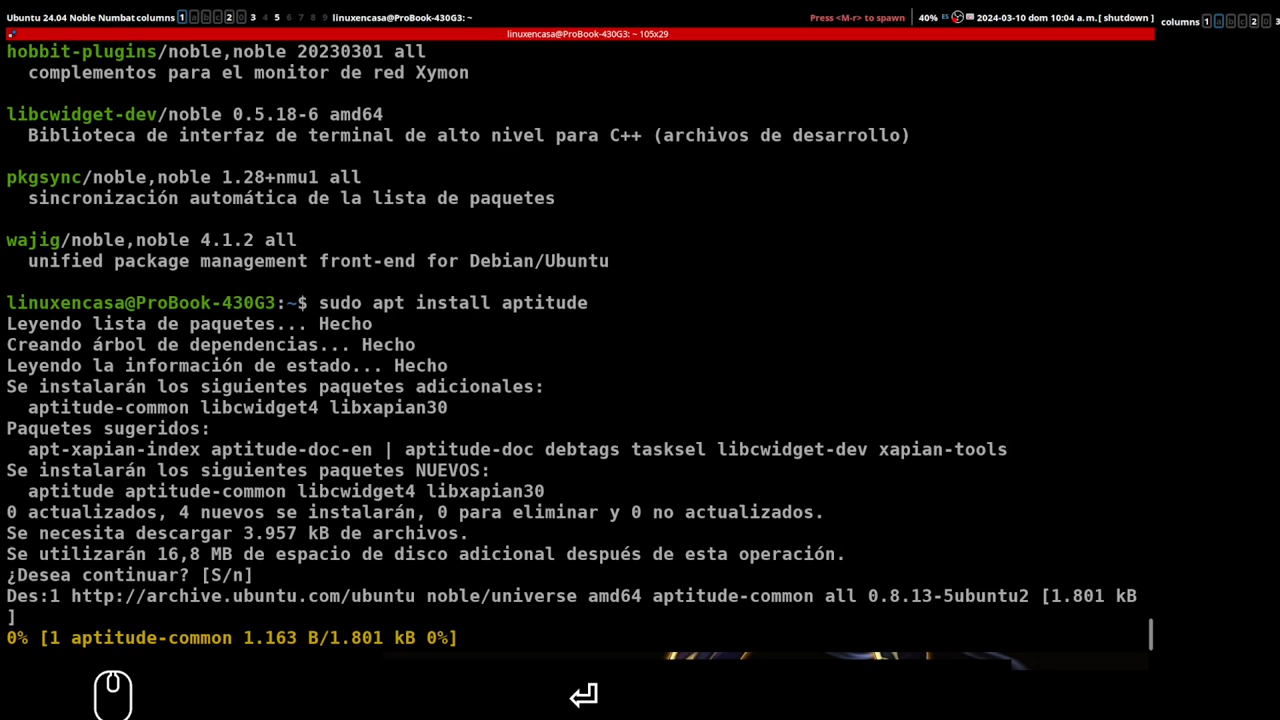 Ubuntu 24.04 Noble Numbat columns 1 a b c 2 0 3 4 5 6 7 8 9 linuxencasa@ProBook-430G3: ~ Press <M-r> to spawn 40% ES 2024-03-10 dom 10:04 a.m. [ shutdown ] columns 1 a b c 2 0 3
linuxencasa@ProBook-430G3: ~ 105x29
hobbit-plugins/noble,noble 20230301 all
complementos para el monitor de red Xymon
libcwidget-dev/noble 0.5.18-6 amd64
Biblioteca de interfaz de terminal de alto nivel para C++ (archivos de desarrollo)
pkgsync/noble,noble 1.28+nmu1 all
sincronización automática de la lista de paquetes
wajig/noble,noble 4.1.2 all
unified package management front-end for Debian/Ubuntu
linuxencasa@ProBook-430G3:~$ sudo apt install aptitude
Leyendo lista de paquetes... Hecho
Creando árbol de dependencias... Hecho
Leyendo la información de estado... Hecho
Se instalarán los siguientes paquetes adicionales:
aptitude-common libcwidget4 libxapian30
Paquetes sugeridos:
apt-xapian-index aptitude-doc-en | aptitude-doc debtags tasksel libcwidget-dev xapian-tools
Se instalarán los siguientes paquetes NUEVOS:
aptitude aptitude-common libcwidget4 libxapian30
0 actualizados, 4 nuevos se instalarán, 0 para eliminar y 0 no actualizados.
Se necesita descargar 3.957 kB de archivos.
Se utilizarán 16,8 MB de espacio de disco adicional después de esta operación.
¿Desea continuar? [S/n]
Des:1 http://archive.ubuntu.com/ubuntu noble/universe amd64 aptitude-common all 0.8.13-5ubuntu2 [1.801 kB
]
0% [1 aptitude-common 1.163 B/1.801 kB 0%]